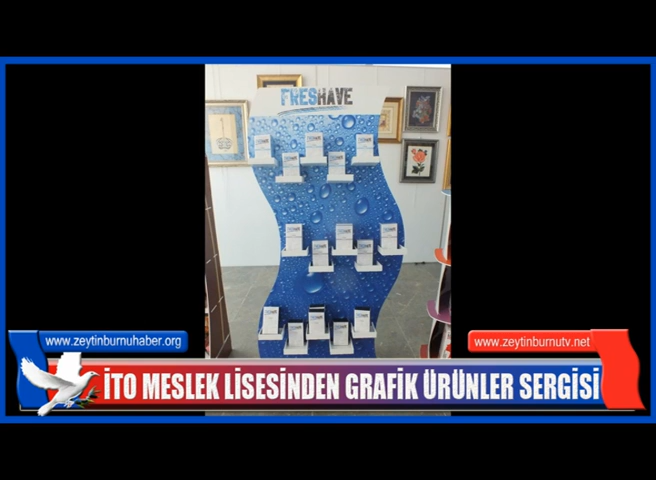 FRESHAVE
www.zeytinburnuhaber.org
www.zeytinburnutv.net
İTO MESLEK LİSESİNDEN GRAFİK ÜRÜNLER SERGİSİ